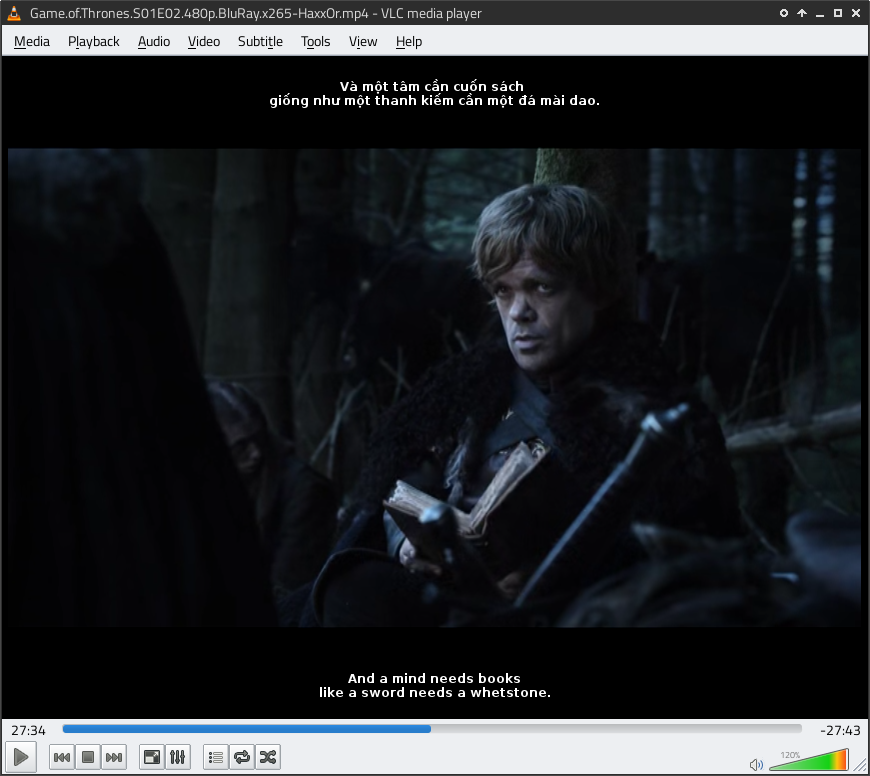 Game.of.Thrones.S01E02.480p.BluRay.x265-HaxxOr.mp4 - VLC media player
Media Playback Audio Video Subtitle Tools View Help
Và một tâm cần cuốn sách
giống như một thanh kiếm cần một đá mài dao.
And a mind needs books
like a sword needs a whetstone.
27:34 -27:43
120%